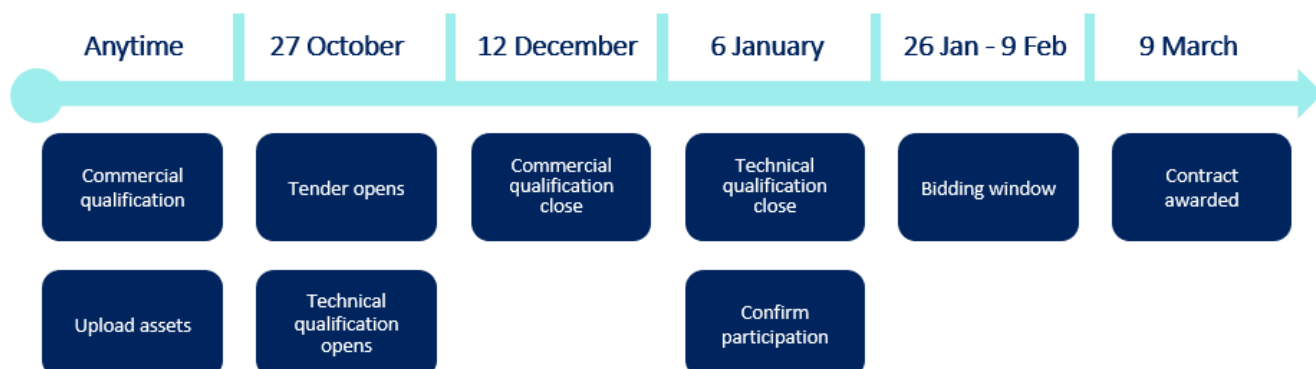 Anytime
27 October
12 December
6 January
26 Jan - 9 Feb
9 March
Commercial
qualification
Tender opens
Commercial
qualification
close
Technical
qualification
close
Bidding window
Contract
awarded
Upload assets
Technical
qualification
opens
Confirm
participation